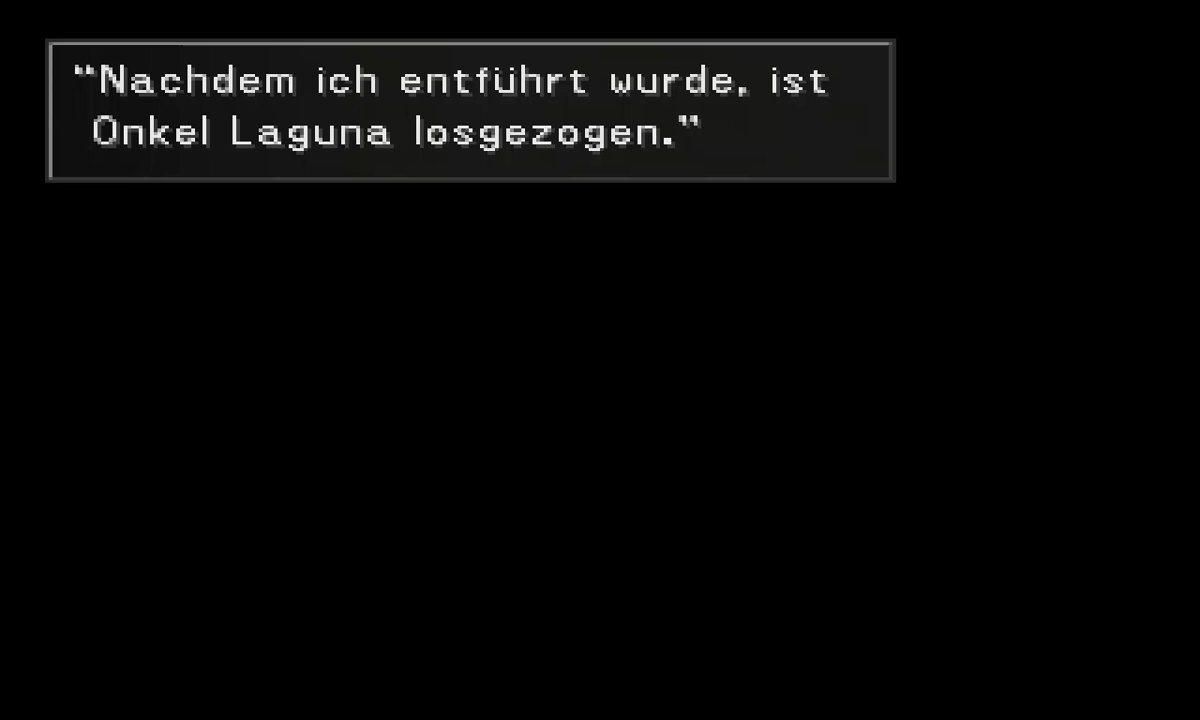 “Nachdem ich entführt wurde, ist
Onkel Laguna losgezogen.”